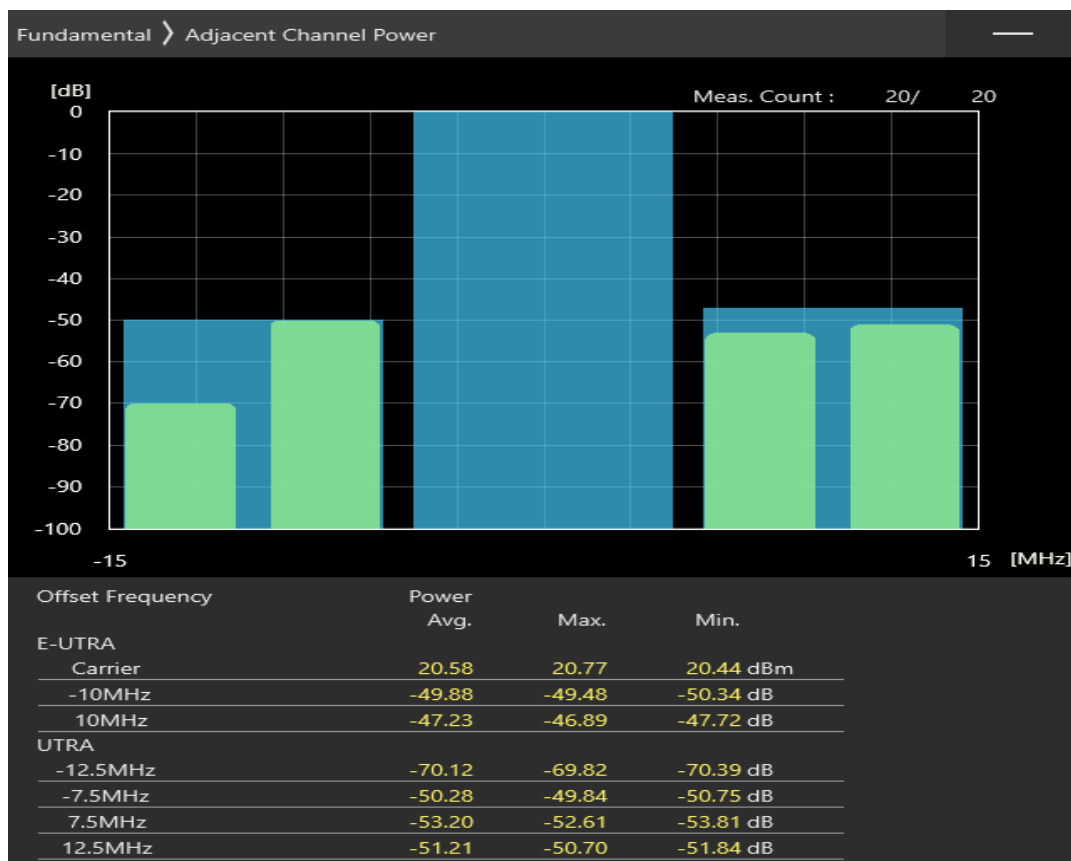 Fundamental ❯ Adjacent Channel Power
[dB]
Meas. Count : 20/ 20
0
-10
-20
-30
-40
-50
-60
-70
-80
-90
-100
-15 15 [MHz]
Offset Frequency Power
Avg. Max. Min.
E-UTRA
Carrier 20.58 20.77 20.44 dBm
-10MHz -49.88 -49.48 -50.34 dB
10MHz -47.23 -46.89 -47.72 dB
UTRA
-12.5MHz -70.12 -69.82 -70.39 dB
-7.5MHz -50.28 -49.84 -50.75 dB
7.5MHz -53.20 -52.61 -53.81 dB
12.5MHz -51.21 -50.70 -51.84 dB